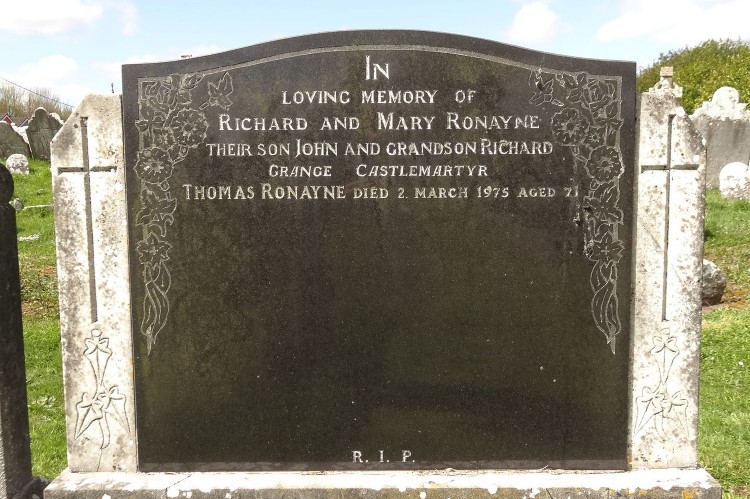 IN
LOVING MEMORY OF
RICHARD AND MARY RONAYNE
THEIR SON JOHN AND GRANDSON RICHARD
GRANGE CASTLEMARTYR
THOMAS RONAYNE DIED 2. MARCH 1975 AGED 71
R. I. P.